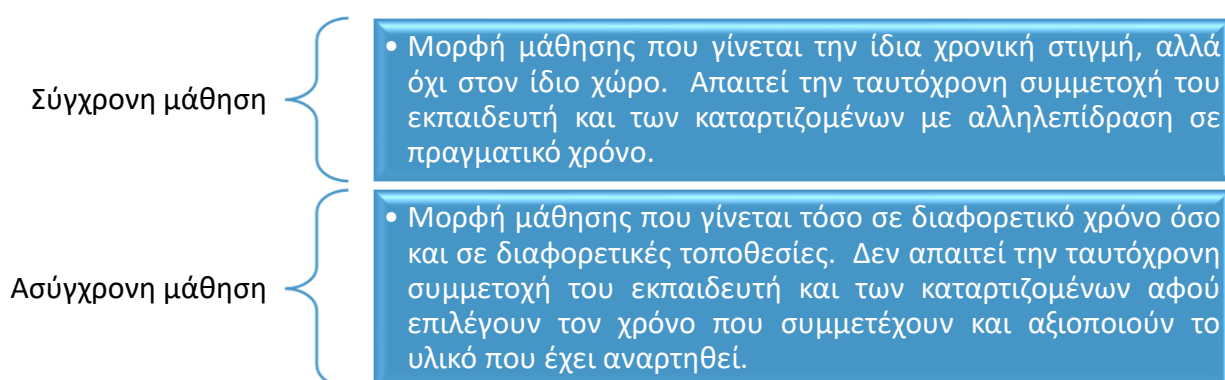 Σύγχρονη μάθηση
• Μορφή μάθησης που γίνεται την ίδια χρονική στιγμή, αλλά
όχι στον ίδιο χώρο. Απαιτεί την ταυτόχρονη συμμετοχή του
εκπαιδευτή και των καταρτιζομένων με αλληλεπίδραση σε
πραγματικό χρόνο.
Ασύγχρονη μάθηση
• Μορφή μάθησης που γίνεται τόσο σε διαφορετικό χρόνο όσο
και σε διαφορετικές τοποθεσίες. Δεν απαιτεί την ταυτόχρονη
συμμετοχή του εκπαιδευτή και των καταρτιζομένων αφού
επιλέγουν τον χρόνο που συμμετέχουν και αξιοποιούν το
υλικό που έχει αναρτηθεί.